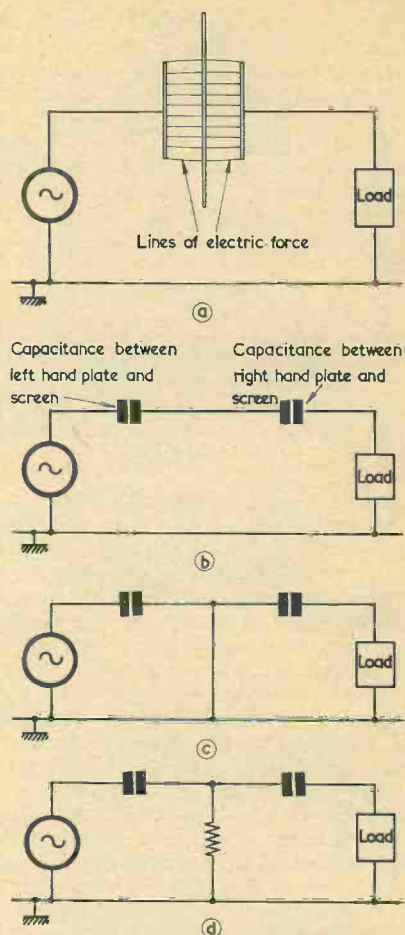 Load
Lines of electric force
a
Capacitance between
left hand plate and
screen
Capacitance between
right hand plate and
screen
Load
b
Load
c
Load
d